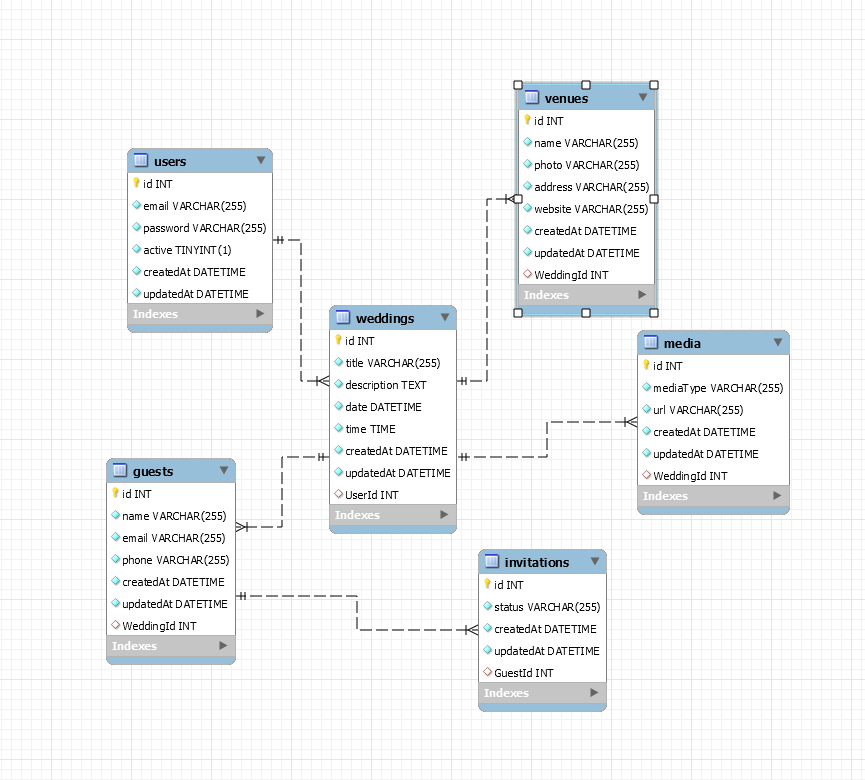 venues
id INT
name VARCHAR(255)
photo VARCHAR(255)
address VARCHAR(255)
website VARCHAR(255)
createdAt DATETIME
updatedAt DATETIME
WeddingId INT
Indexes
users
id INT
email VARCHAR(255)
password VARCHAR(255)
active TINYINT(1)
createdAt DATETIME
updatedAt DATETIME
Indexes
weddings
id INT
title VARCHAR(255)
description TEXT
date DATETIME
time TIME
createdAt DATETIME
updatedAt DATETIME
UserId INT
Indexes
media
id INT
mediaType VARCHAR(255)
url VARCHAR(255)
createdAt DATETIME
updatedAt DATETIME
WeddingId INT
Indexes
guests
id INT
name VARCHAR(255)
email VARCHAR(255)
phone VARCHAR(255)
createdAt DATETIME
updatedAt DATETIME
WeddingId INT
Indexes
invitations
id INT
status VARCHAR(255)
createdAt DATETIME
updatedAt DATETIME
GuestId INT
Indexes